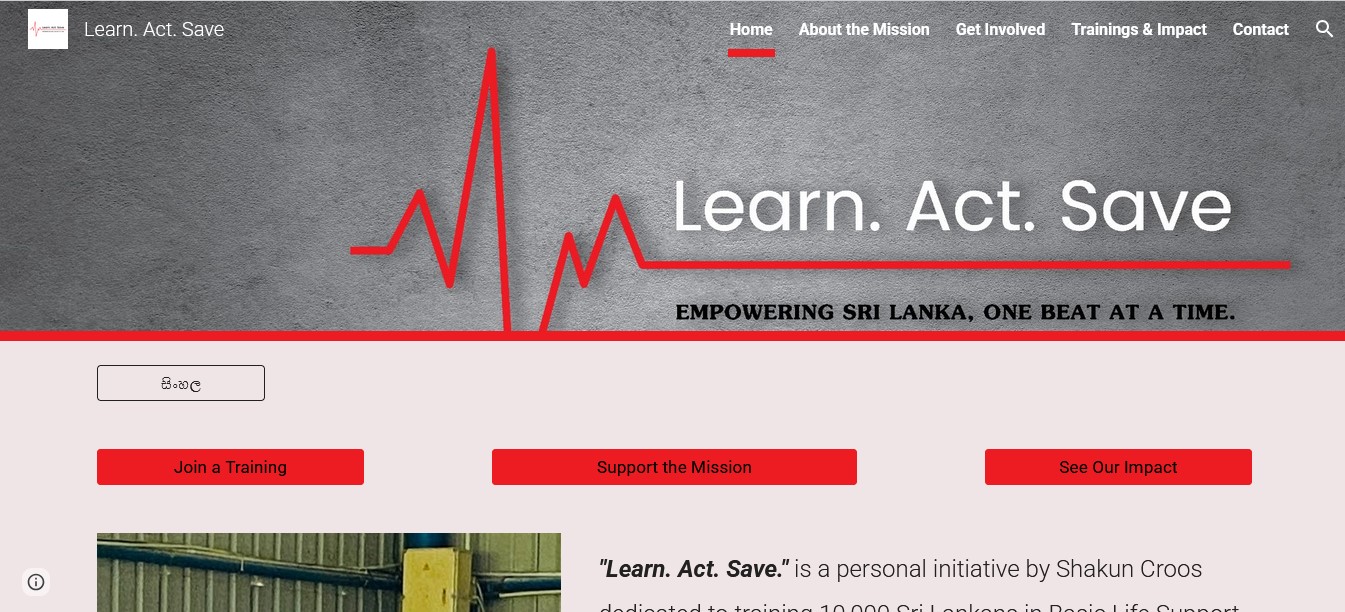 Learn. Act. Save
Home
About the Mission
Get Involved
Trainings & Impact
Contact
Learn. Act. Save
EMPOWERING SRI LANKA, ONE BEAT AT A TIME.
සිංහල
Join a Training
Support the Mission
See Our Impact
"Learn. Act. Save." is a personal initiative by Shakun Croos
dedicated to training 10,000 Sri Lankans in Basic Life Support